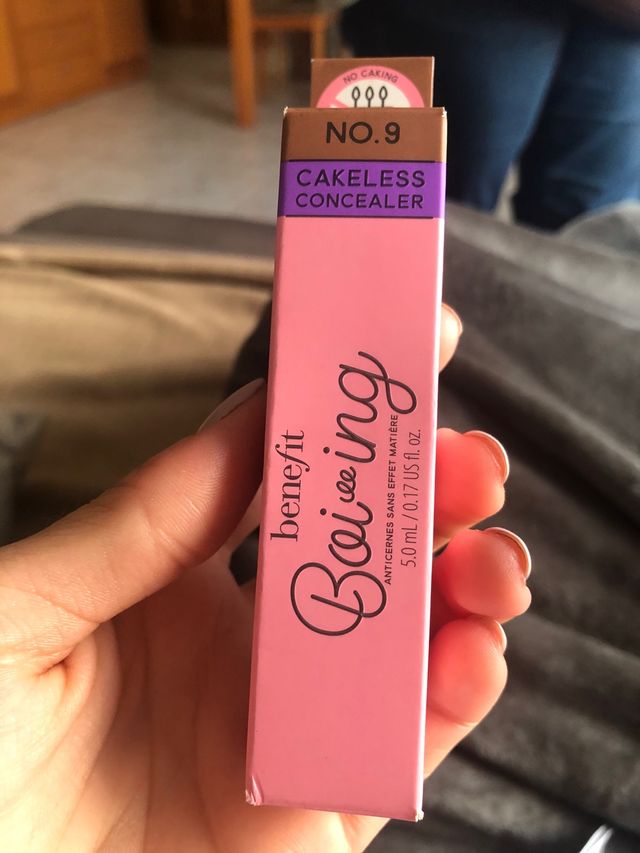 NO CAKING
NO.9
CAKELESS
CONCEALER
benefit
Boi-ing
ANTICERNES SANS EFFET MATIÈRE
5.0 mL / 0.17 US fl. oz.